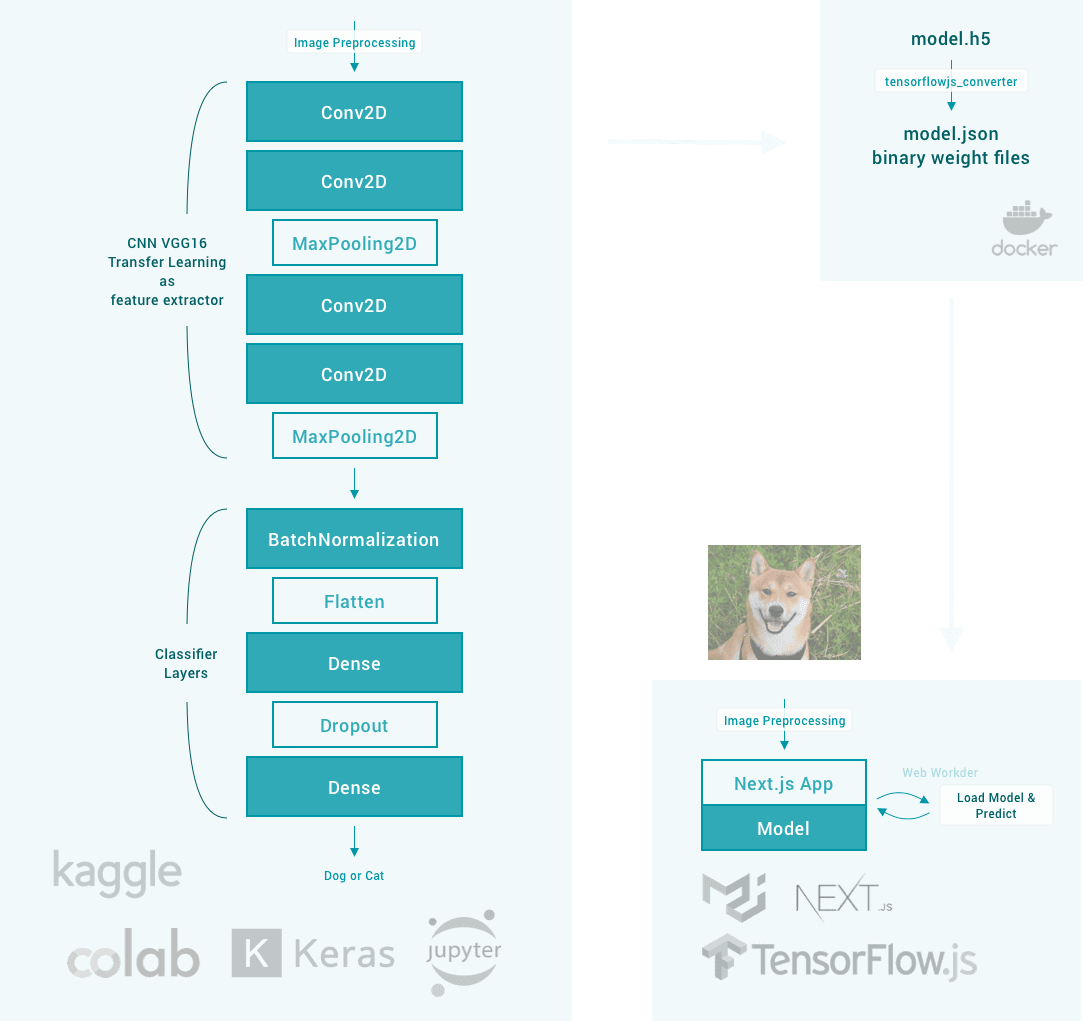 Image Preprocessing
Conv2D
Conv2D
MaxPooling2D
Conv2D
Conv2D
MaxPooling2D
CNN VGG16
Transfer Learning
as
feature extractor
BatchNormalization
Flatten
Dense
Dropout
Dense
Classifier
Layers
Dog or Cat
kaggle
colab
K Keras
jupyter
model.h5
tensorflowjs_converter
model.json
binary weight files
docker
Image Preprocessing
Next.js App
Model
Web Workder
Load Model &
Predict
NEXT.JS
TensorFlow.js